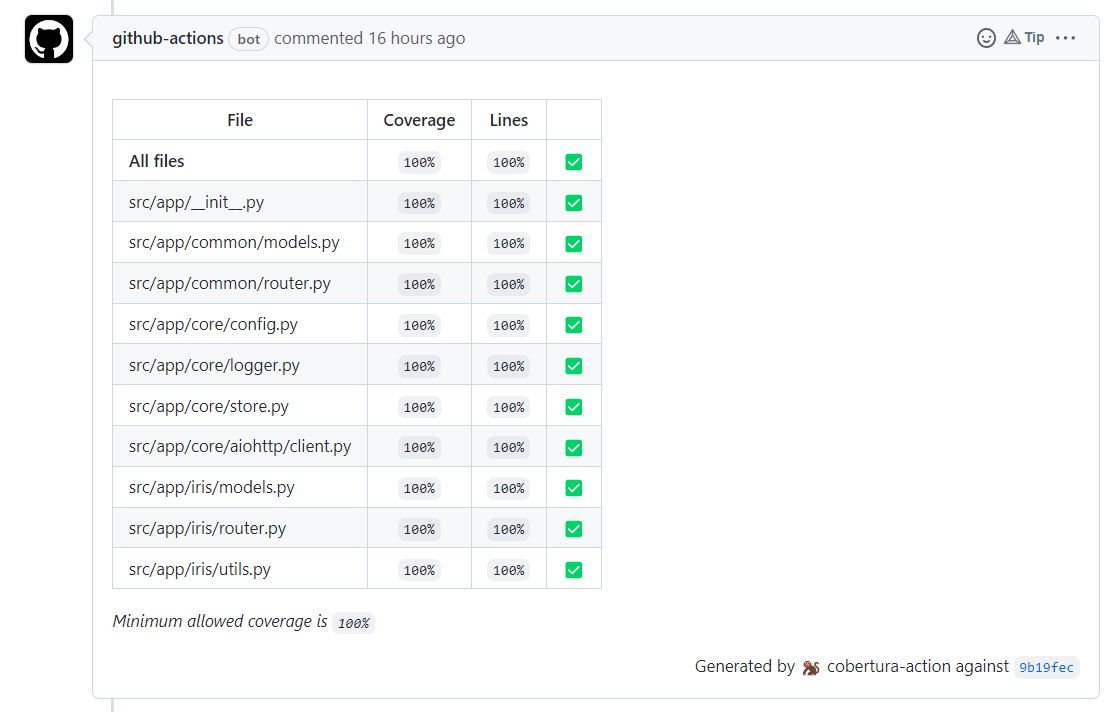 github-actions bot commented 16 hours ago Tip
File Coverage Lines
All files 100% 100%
src/app/__init__.py 100% 100%
src/app/common/models.py 100% 100%
src/app/common/router.py 100% 100%
src/app/core/config.py 100% 100%
src/app/core/logger.py 100% 100%
src/app/core/store.py 100% 100%
src/app/core/aiohttp/client.py 100% 100%
src/app/iris/models.py 100% 100%
src/app/iris/router.py 100% 100%
src/app/iris/utils.py 100% 100%
Minimum allowed coverage is 100%
Generated by 🐒 cobertura-action against 9b19fec